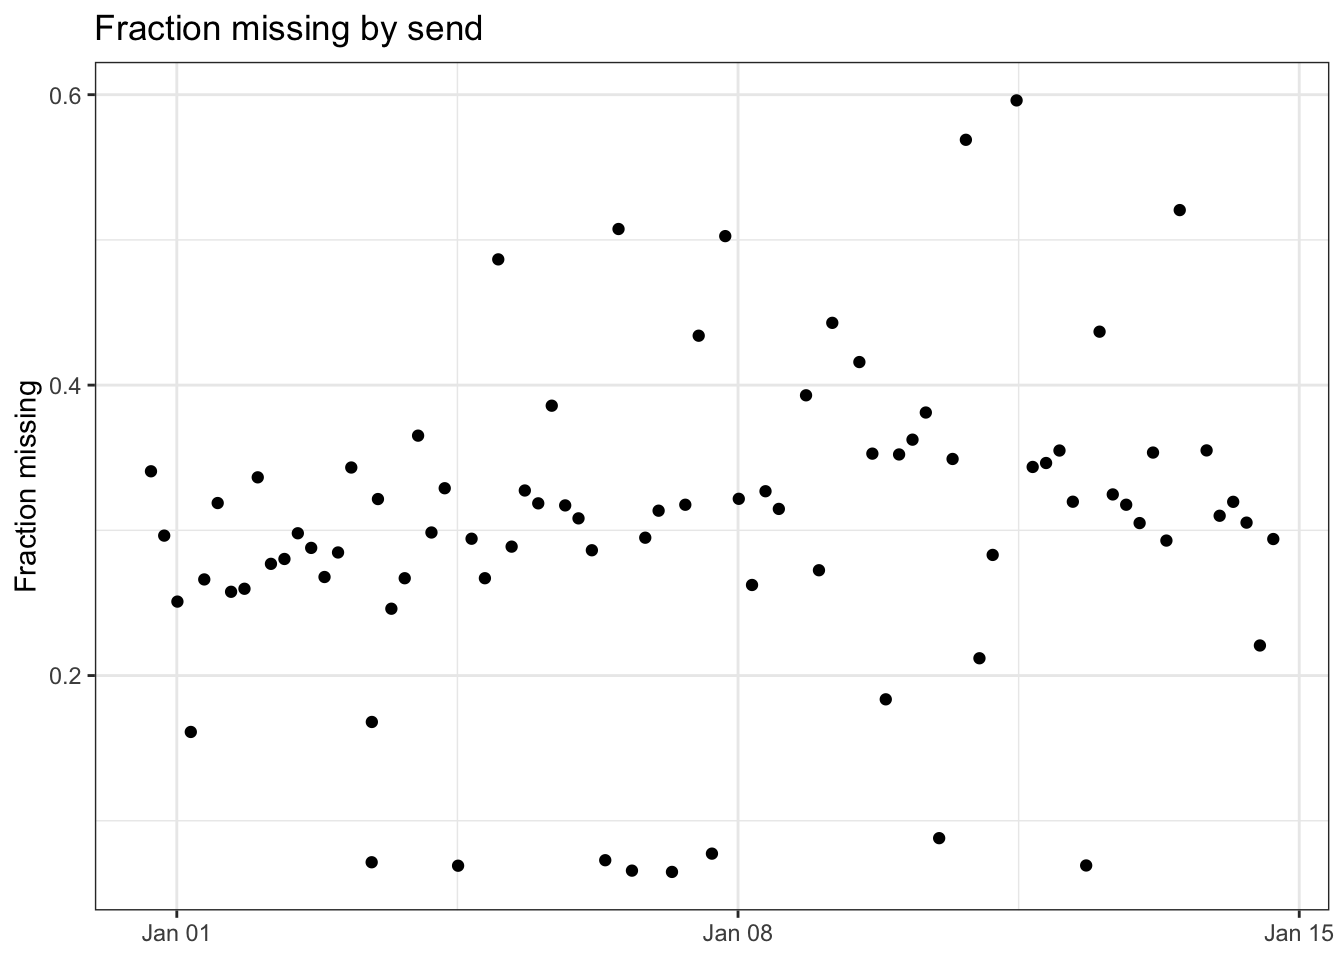 Fraction missing by send
Fraction missing
0.6
0.4
0.2
Jan 01
Jan 08
Jan 15